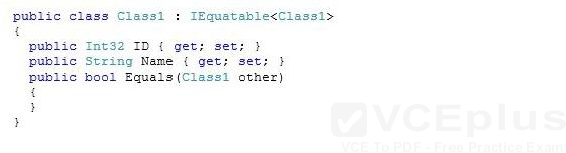 public class Class1 : IEquatable<Class1>
{
  public Int32 ID { get; set; }
  public String Name { get; set; }
  public bool Equals(Class1 other)
  {
  }
}
VCEplus
VCE To PDF - Free Practice Exam